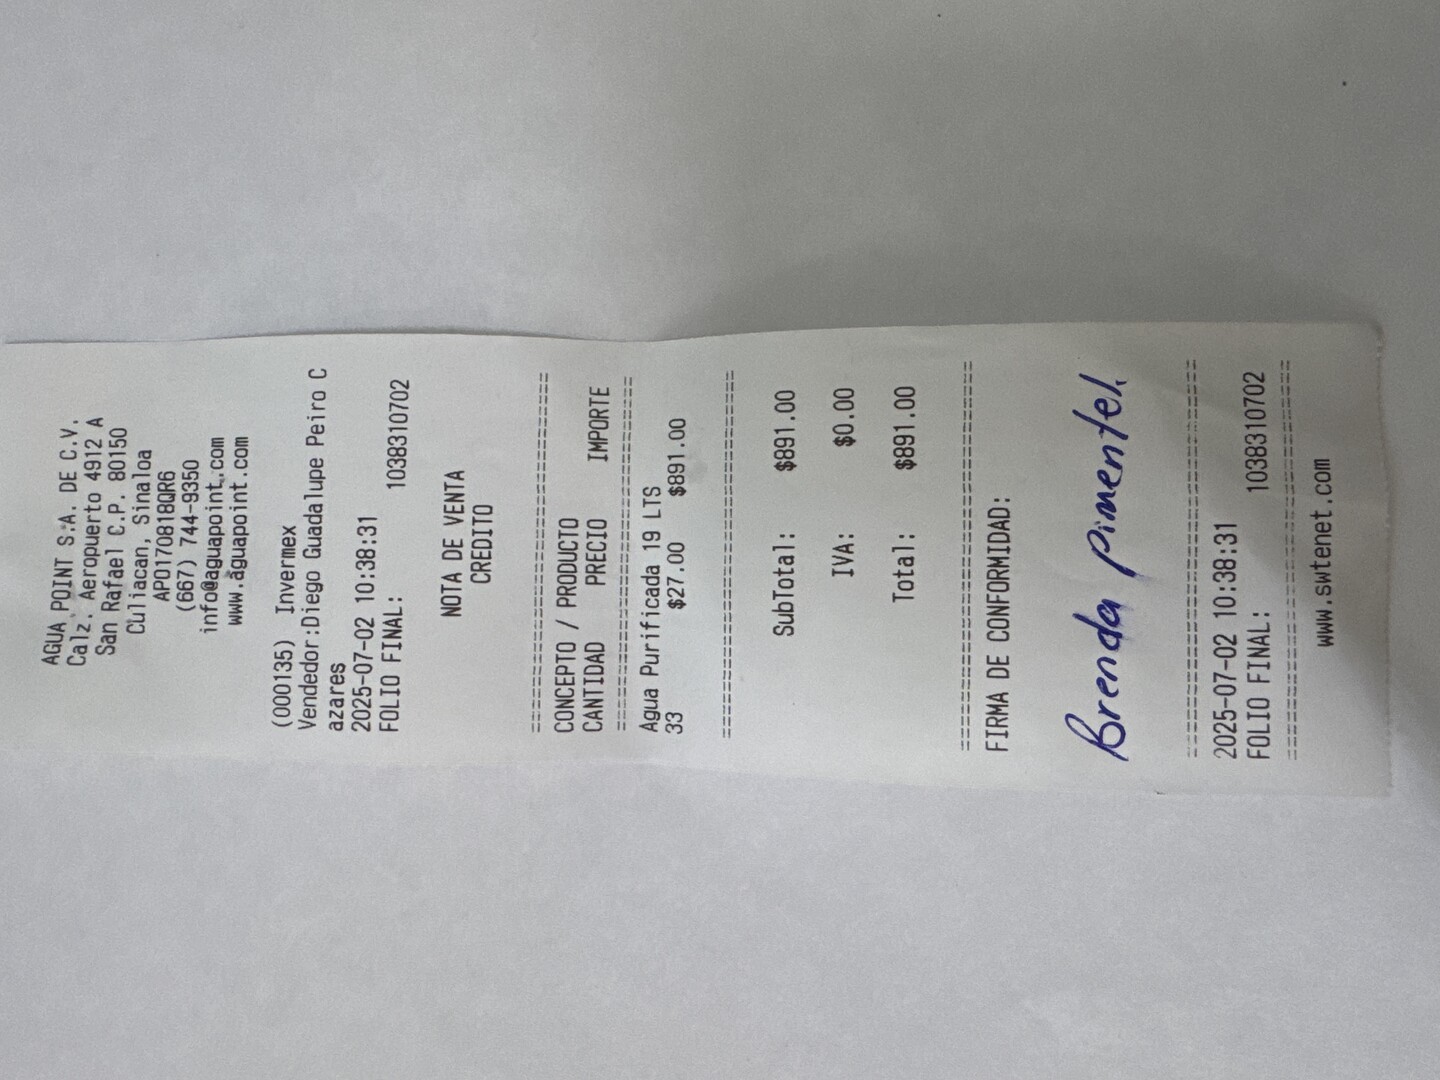 AGUA POINT S.A. DE C.V.
Calz. Aeropuerto 4912 A
San Rafael C.P. 80150
Culiacan, Sinaloa
APO170818QR6
(667) 744-9350
info@aguapoint.com
www.aguapoint.com
(000135) Invermex
Vendedor:Diego Guadalupe Peiro C
azares
2025-07-02 10:38:31
FOLIO FINAL: 1038310702
NOTA DE VENTA
CREDITO
CONCEPTO / PRODUCTO
CANTIDAD PRECIO IMPORTE
Agua Purificada 19 LTS
33 $27.00 $891.00
SubTotal: $891.00
IVA: $0.00
Total: $891.00
FIRMA DE CONFORMIDAD:
Brenda Pimentel
2025-07-02 10:38:31
FOLIO FINAL: 1038310702
www.swtenet.com